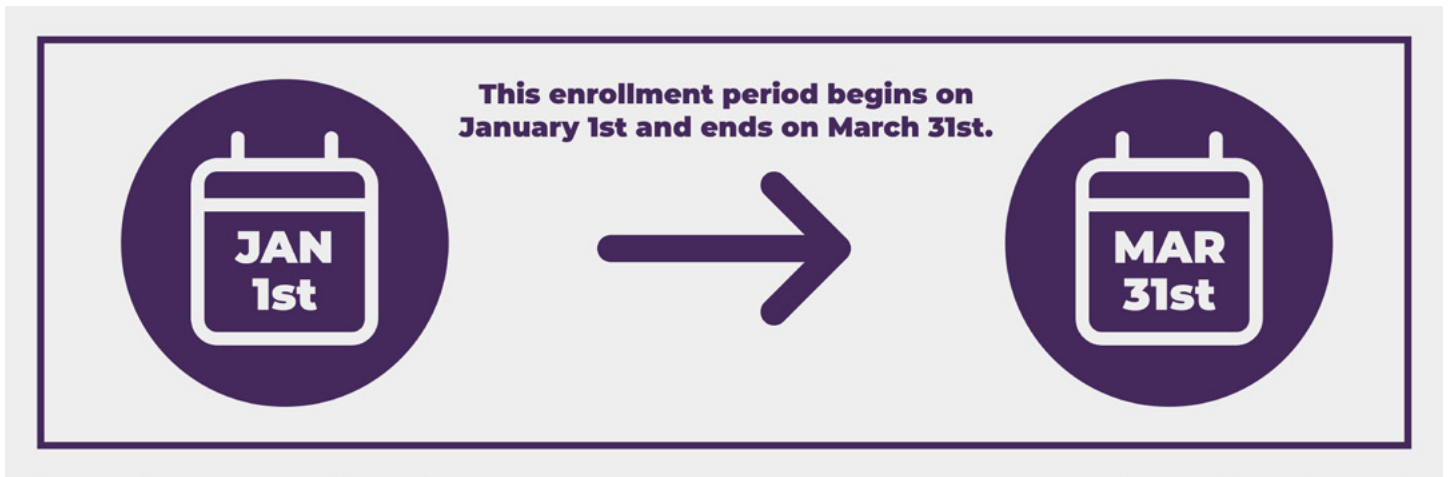 This enrollment period begins on
January 1st and ends on March 31st.
JAN
1st
MAR
31st